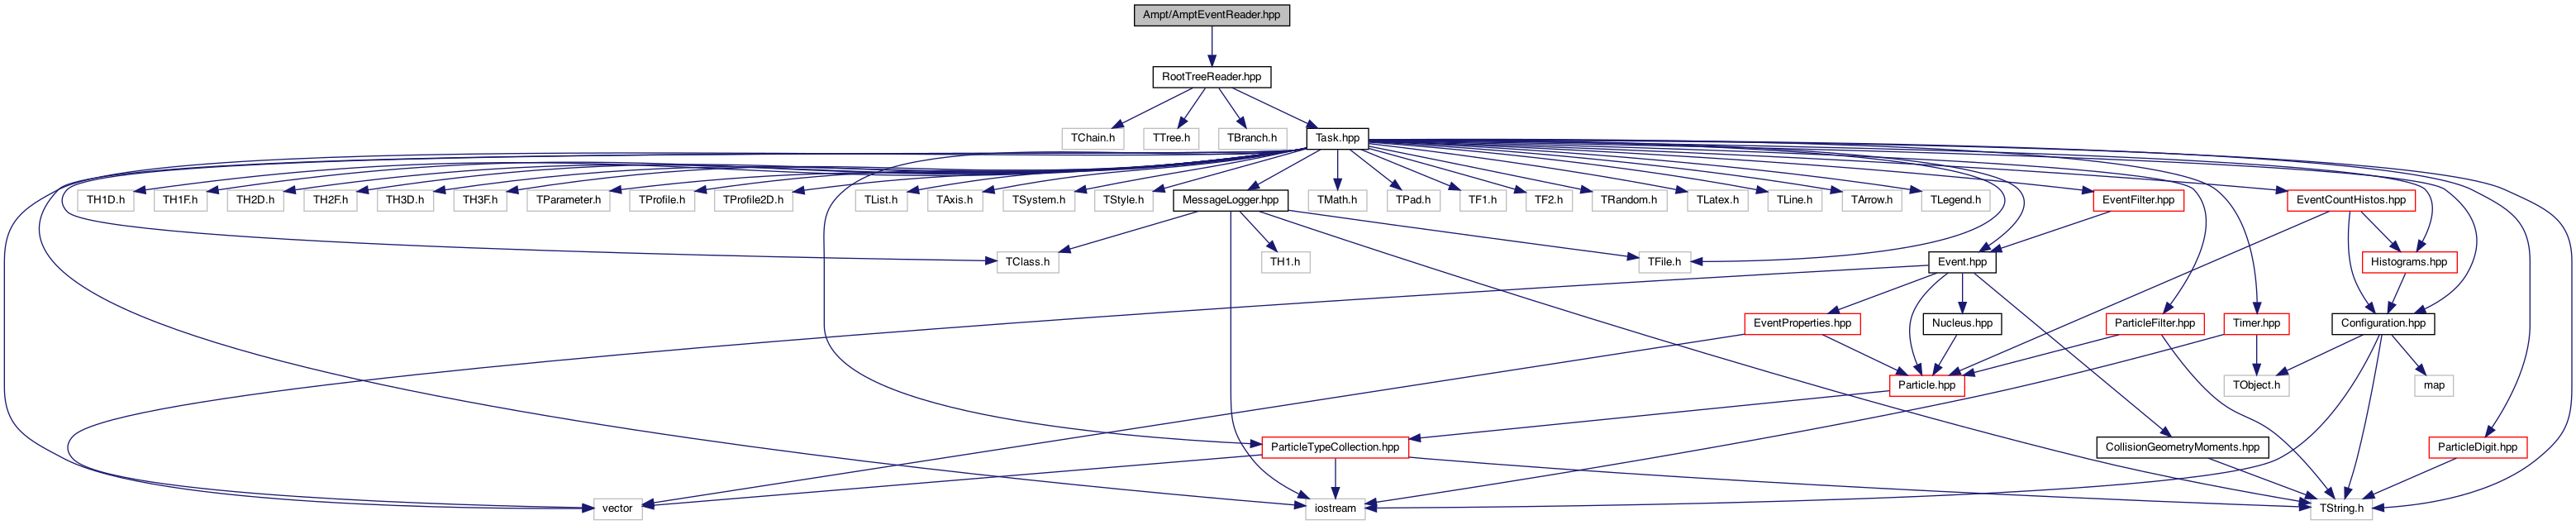 Ampt/AmptEventReader.hpp
RootTreeReader.hpp
TChain.h
TTree.h
TBranch.h
Task.hpp
TH1D.h
TH1F.h
TH2D.h
TH2F.h
TH3D.h
TH3F.h
TParameter.h
TProfile.h
TProfile2D.h
TList.h
TAxis.h
TSystem.h
TStyle.h
MessageLogger.hpp
TMath.h
TPad.h
TF1.h
TF2.h
TRandom.h
TLatex.h
TLine.h
TArrow.h
TLegend.h
EventFilter.hpp
EventCountHistos.hpp
TClass.h
TH1.h
TFile.h
Event.hpp
Histograms.hpp
EventProperties.hpp
Nucleus.hpp
ParticleFilter.hpp
Timer.hpp
Configuration.hpp
Particle.hpp
TObject.h
map
ParticleTypeCollection.hpp
CollisionGeometryMoments.hpp
ParticleDigit.hpp
vector
iostream
TString.h